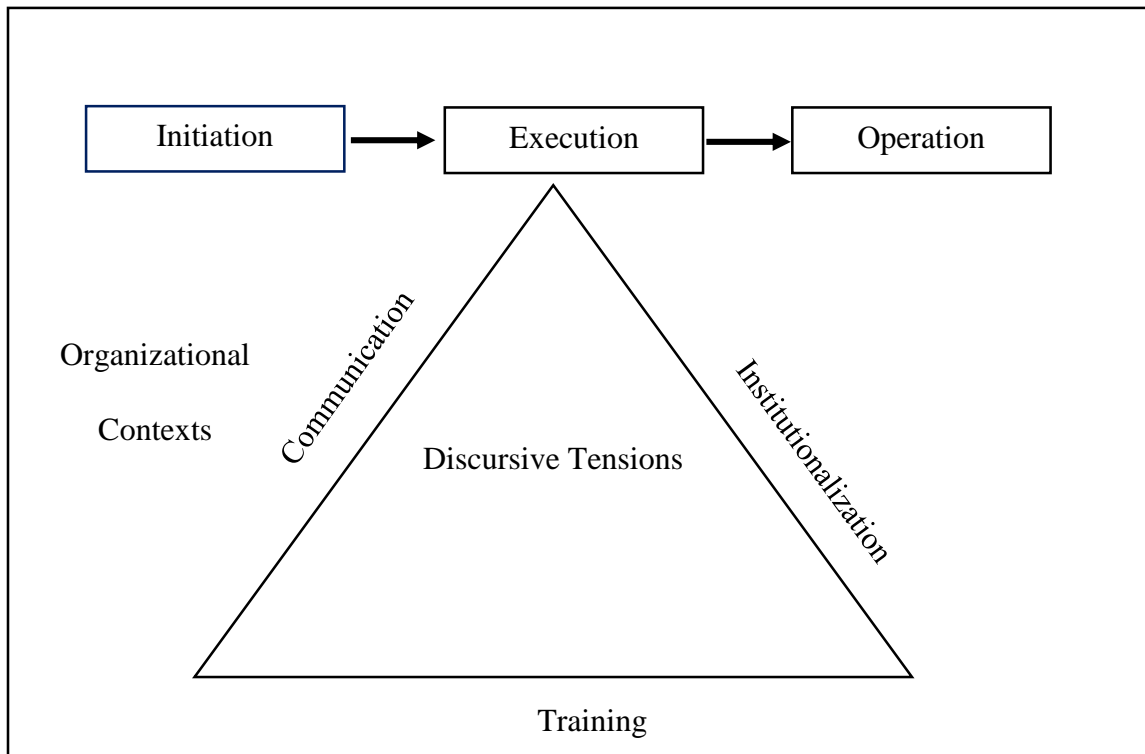 Initiation
Execution
Operation
Organizational
Contexts
Communication
Institutionalization
Discursive Tensions
Training